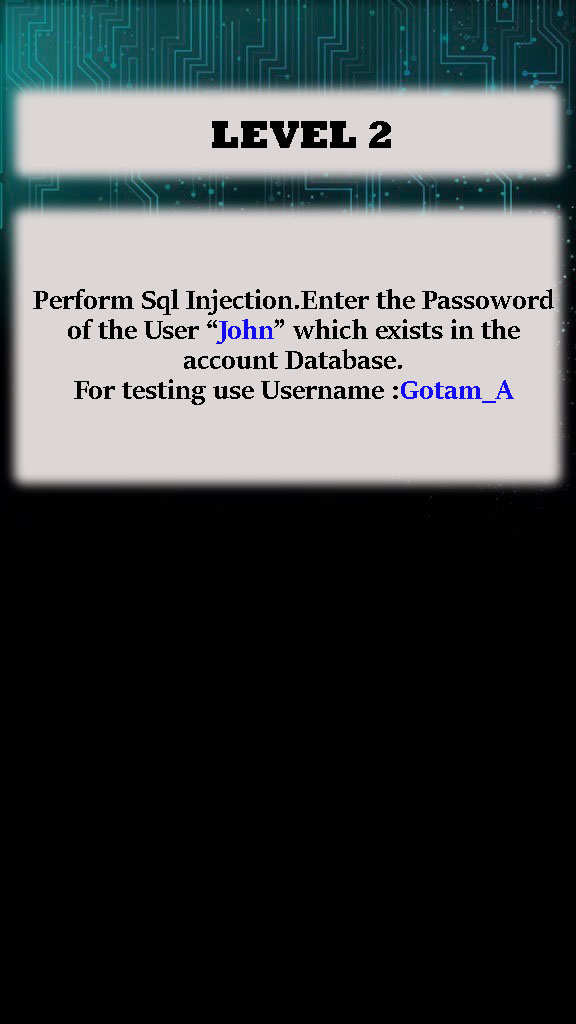 LEVEL 2
Perform Sql Injection.Enter the Passoword
of the User “John” which exists in the
account Database.
For testing use Username :Gotam_A